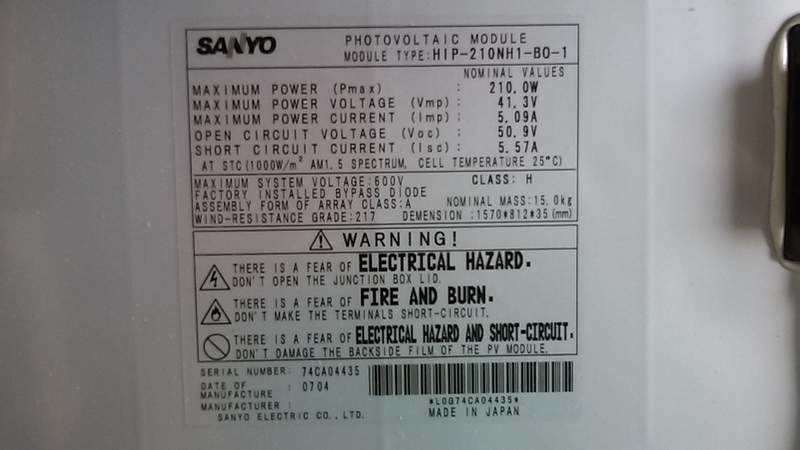 SANYO
PHOTOVOLTAIC MODULE
MODULE TYPE:HIP-210NH1-BO-1
NOMINAL VALUES
MAXIMUM POWER (Pmax) : 210.0W
MAXIMUM POWER VOLTAGE (Vmp) : 41.3V
MAXIMUM POWER CURRENT (Imp) : 5.09A
OPEN CIRCUIT VOLTAGE (Voc) : 50.9V
SHORT CIRCUIT CURRENT (Isc) : 5.57A
AT STC(1000W/m² AM1.5 SPECTRUM, CELL TEMPERATURE 25°C)
MAXIMUM SYSTEM VOLTAGE:600V CLASS: H
FACTORY INSTALLED BYPASS DIODE
ASSEMBLY FORM OF ARRAY CLASS:A NOMINAL MASS:15.0kg
WIND-RESISTANCE GRADE:217 DEMENSION:1570*812*35(mm)
WARNING!
THERE IS A FEAR OF ELECTRICAL HAZARD.
DON'T OPEN THE JUNCTION BOX LID.
THERE IS A FEAR OF FIRE AND BURN.
DON'T MAKE THE TERMINALS SHORT-CIRCUIT.
THERE IS A FEAR OF ELECTRICAL HAZARD AND SHORT-CIRCUIT.
DON'T DAMAGE THE BACKSIDE FILM OF THE PV MODULE.
SERIAL NUMBER: 74CA04435
DATE OF MANUFACTURE : 0704
MANUFACTURER :
SANYO ELECTRIC CO., LTD.
*L0G74CA04435*
MADE IN JAPAN